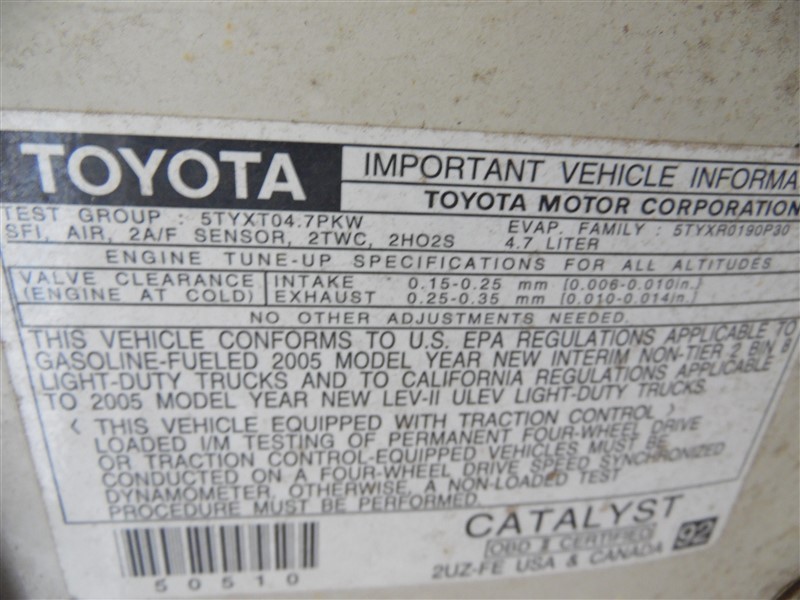 TOYOTA
IMPORTANT VEHICLE INFORMA
TOYOTA MOTOR CORPORATION
TEST GROUP : 5TYXT04.7PKW
EVAP. FAMILY : 5TYXR0190P30
SFI, AIR, 2A/F SENSOR, 2TWC, 2HO2S
4.7 LITER
ENGINE TUNE-UP SPECIFICATIONS FOR ALL ALTITUDES
VALVE CLEARANCE
(ENGINE AT COLD)
INTAKE 0.15-0.25 mm [0.006-0.010in.]
EXHAUST 0.25-0.35 mm [0.010-0.014in.]
NO OTHER ADJUSTMENTS NEEDED.
THIS VEHICLE CONFORMS TO U.S. EPA REGULATIONS APPLICABLE TO
GASOLINE-FUELED 2005 MODEL YEAR NEW INTERIM NON-TIER 2 BIN 8
LIGHT-DUTY TRUCKS AND TO CALIFORNIA REGULATIONS APPLICABLE
TO 2005 MODEL YEAR NEW LEV-II ULEV LIGHT-DUTY TRUCKS.
< THIS VEHICLE EQUIPPED WITH TRACTION CONTROL >
LOADED I/M TESTING OF PERMANENT FOUR-WHEEL DRIVE
OR TRACTION CONTROL-EQUIPPED VEHICLES MUST BE
CONDUCTED ON A FOUR-WHEEL DRIVE SPEED SYNCHRONIZED
DYNAMOMETER. OTHERWISE, A NON-LOADED TEST
PROCEDURE MUST BE PERFORMED.
CATALYST
OBD II CERTIFIED
92
2UZ-FE USA & CANADA
50510